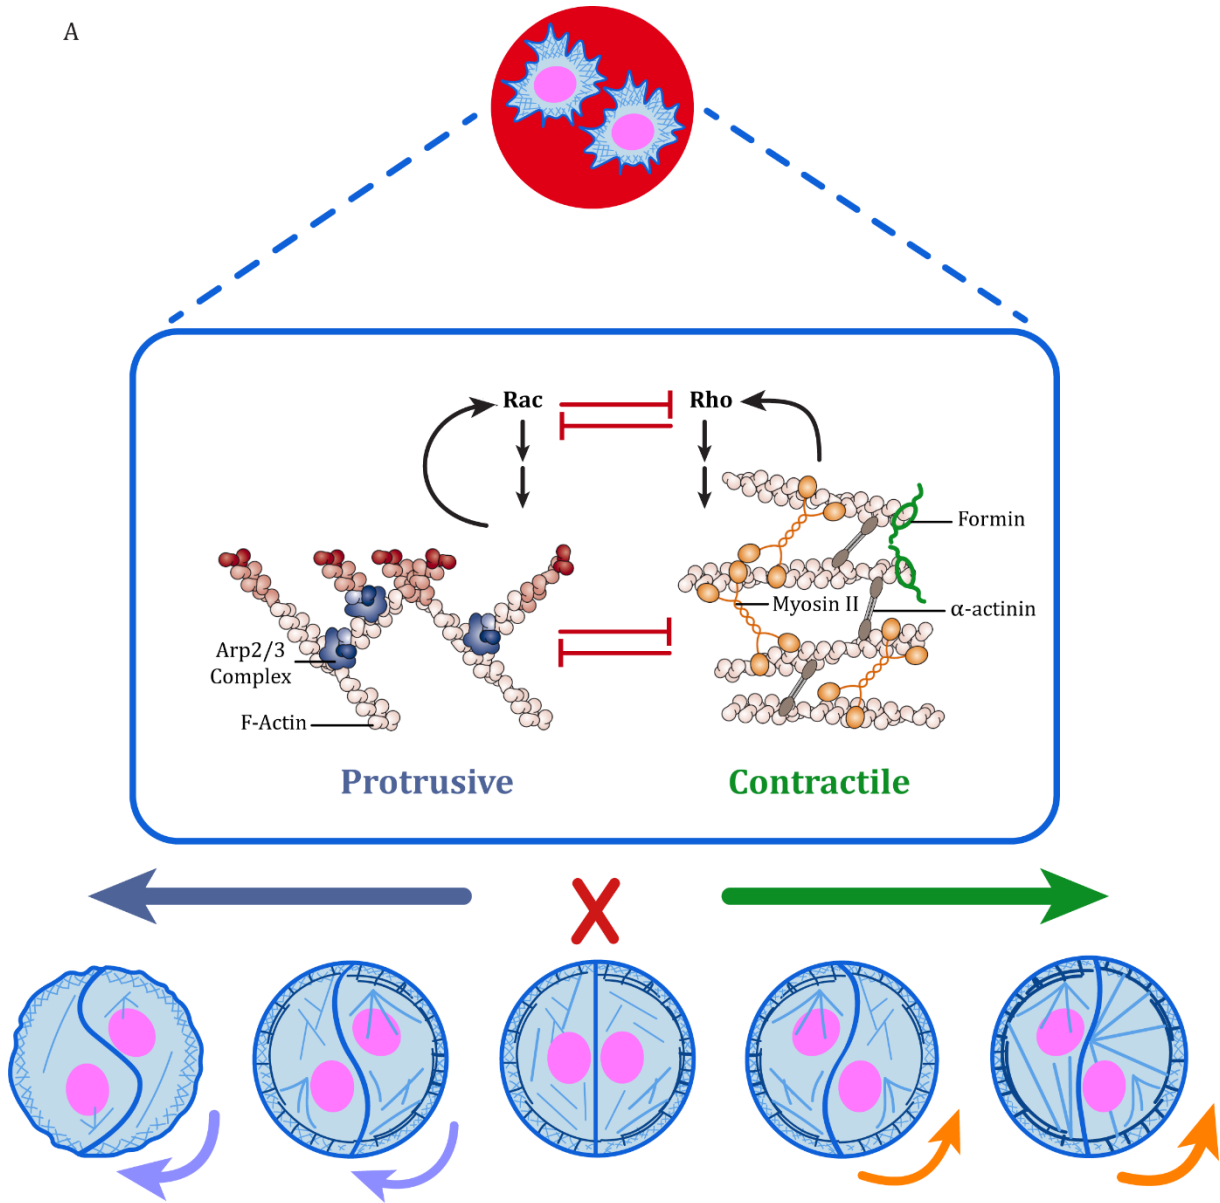 A
Rac
Rho
Formin
Myosin II
α-actinin
Arp2/3
Complex
F-Actin
Protrusive
Contractile